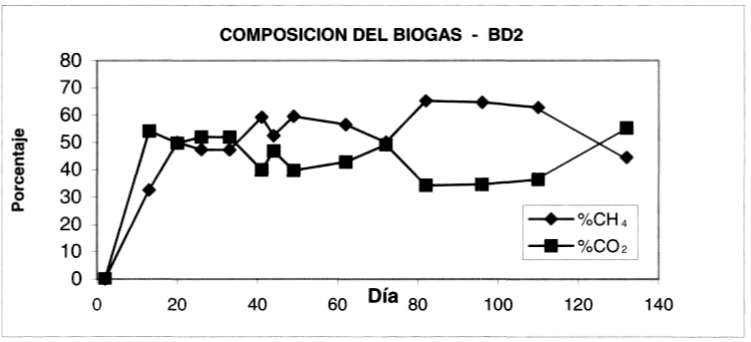 COMPOSICION DEL BIOGAS - BD2
Porcentaje
80
70
60
50
40
30
20
10
0
0 20 40 60 80 100 120 140
Día
%CH₄
%CO₂